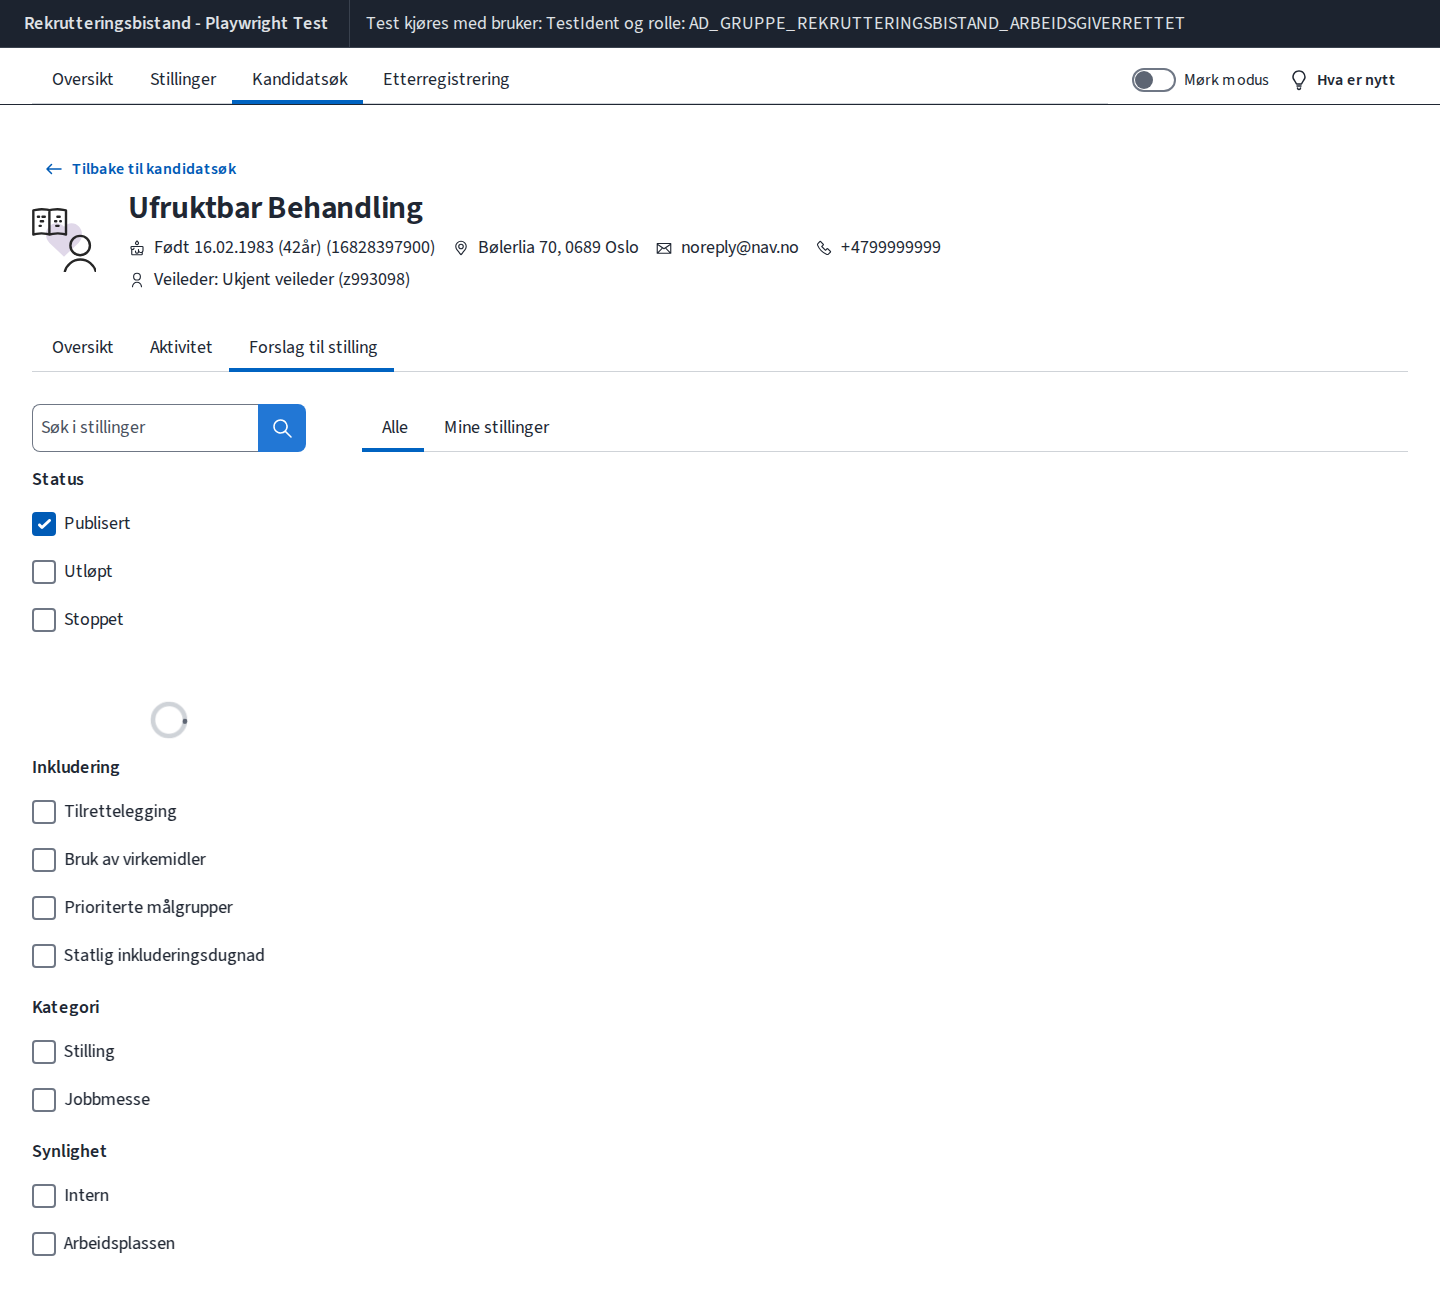 Rekrutteringsbistand - Playwright Test
Test kjøres med bruker: TestIdent og rolle: AD_GRUPPE_REKRUTTERINGSBISTAND_ARBEIDSGIVERRETTET
Oversikt
Stillinger
Kandidatsøk
Etterregistrering
Mørk modus
Hva er nytt
Tilbake til kandidatsøk
Ufruktbar Behandling
Født 16.02.1983 (42år) (16828397900)
Bølerlia 70, 0689 Oslo
noreply@nav.no
+4799999999
Veileder: Ukjent veileder (z993098)
Oversikt
Aktivitet
Forslag til stilling
Søk i stillinger
Alle
Mine stillinger
Status
Publisert
Utløpt
Stoppet
Inkludering
Tilrettelegging
Bruk av virkemidler
Prioriterte målgrupper
Statlig inkluderingsdugnad
Kategori
Stilling
Jobbmesse
Synlighet
Intern
Arbeidsplassen